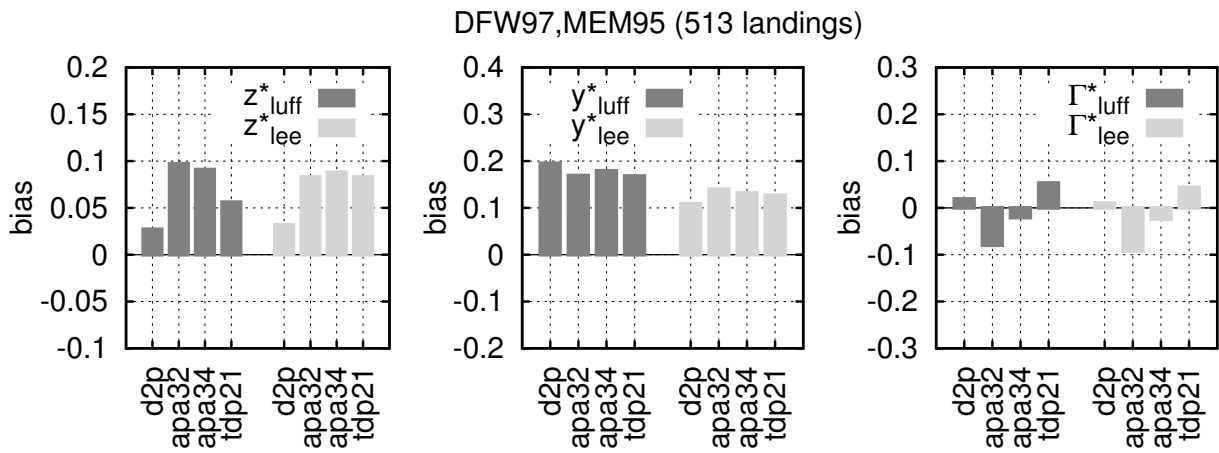 DFW97,MEM95 (513 landings)
bias
0.2
0.15
0.1
0.05
0
-0.05
-0.1
z*luff
z*lee
d2p
apa32
apa34
tdp21
d2p
apa32
apa34
tdp21
bias
0.4
0.3
0.2
0.1
0
-0.1
-0.2
y*luff
y*lee
d2p
apa32
apa34
tdp21
d2p
apa32
apa34
tdp21
bias
0.3
0.2
0.1
0
-0.1
-0.2
-0.3
Γ*luff
Γ*lee
d2p
apa32
apa34
tdp21
d2p
apa32
apa34
tdp21